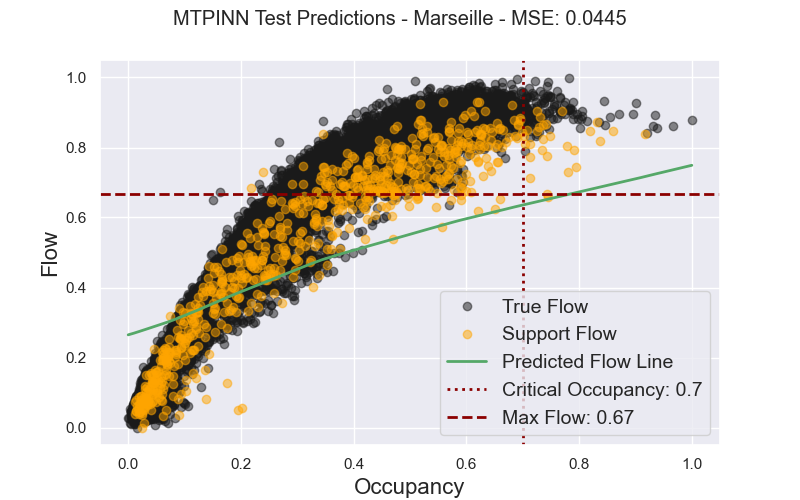 MTPINN Test Predictions - Marseille - MSE: 0.0445
1.0
0.8
0.6
0.4
0.2
0.0
Flow
True Flow
Support Flow
Predicted Flow Line
Critical Occupancy: 0.7
Max Flow: 0.67
0.0 0.2 0.4 0.6 0.8 1.0
Occupancy